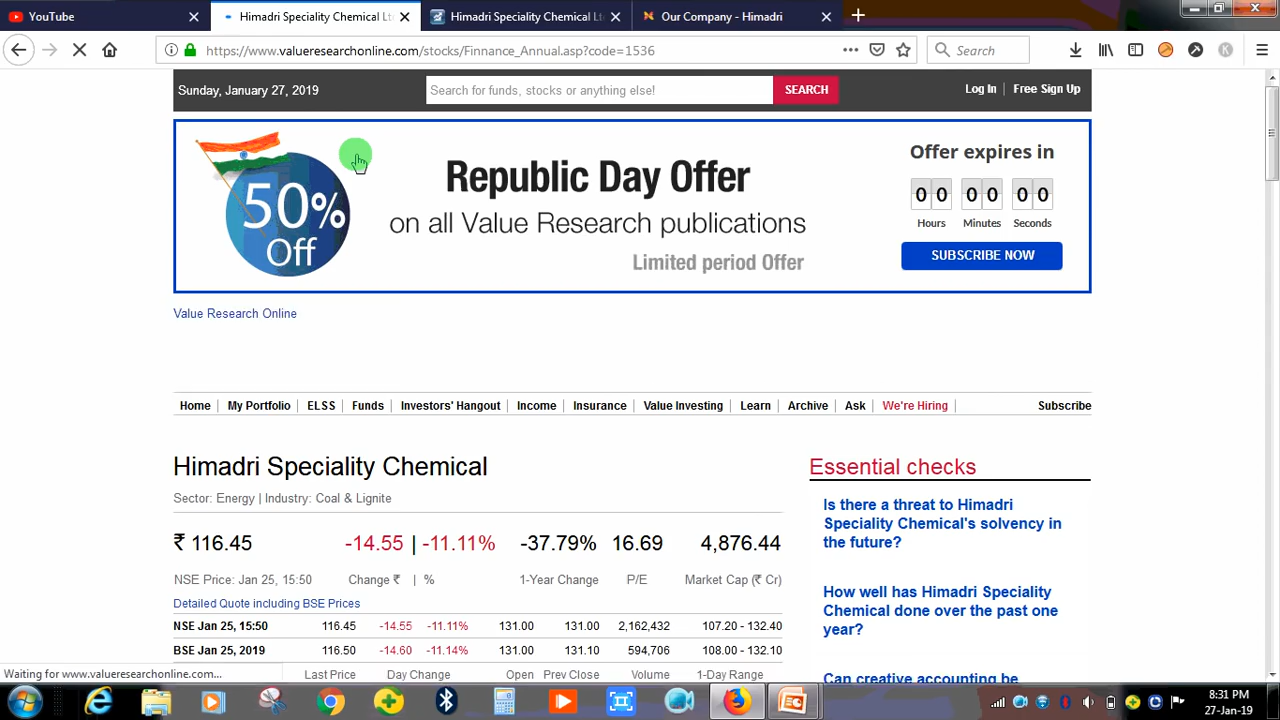 YouTube
Himadri Speciality Chemical Lt
Himadri Speciality Chemical Lt
Our Company - Himadri
https://www.valueresearchonline.com/stocks/Finnance_Annual.asp?code=1536
Search
Sunday, January 27, 2019
Search for funds, stocks or anything else!
SEARCH
Log In | Free Sign Up
50%
Off
Republic Day Offer
on all Value Research publications
Limited period Offer
Offer expires in
0 0 0 0 0 0
Hours Minutes Seconds
SUBSCRIBE NOW
Value Research Online
Home | My Portfolio | ELSS | Funds | Investors' Hangout | Income | Insurance | Value Investing | Learn | Archive | Ask | We're Hiring | Subscribe
Himadri Speciality Chemical
Sector: Energy | Industry: Coal & Lignite
₹ 116.45 -14.55 | -11.11% -37.79% 16.69 4,876.44
NSE Price: Jan 25, 15:50 Change ₹ | % 1-Year Change P/E Market Cap (₹ Cr)
Detailed Quote including BSE Prices
NSE Jan 25, 15:50 116.45 -14.55 -11.11% 131.00 131.00 2,162,432 107.20 - 132.40
BSE Jan 25, 2019 116.50 -14.60 -11.14% 131.00 131.10 594,706 108.00 - 132.10
Last Price Day Change Open Prev Close Volume 1-Day Range
Essential checks
Is there a threat to Himadri
Speciality Chemical's solvency in
the future?
How well has Himadri Speciality
Chemical done over the past one
year?
Can creative accounting be
Waiting for www.valueresearchonline.com...
8:31 PM
27-Jan-19